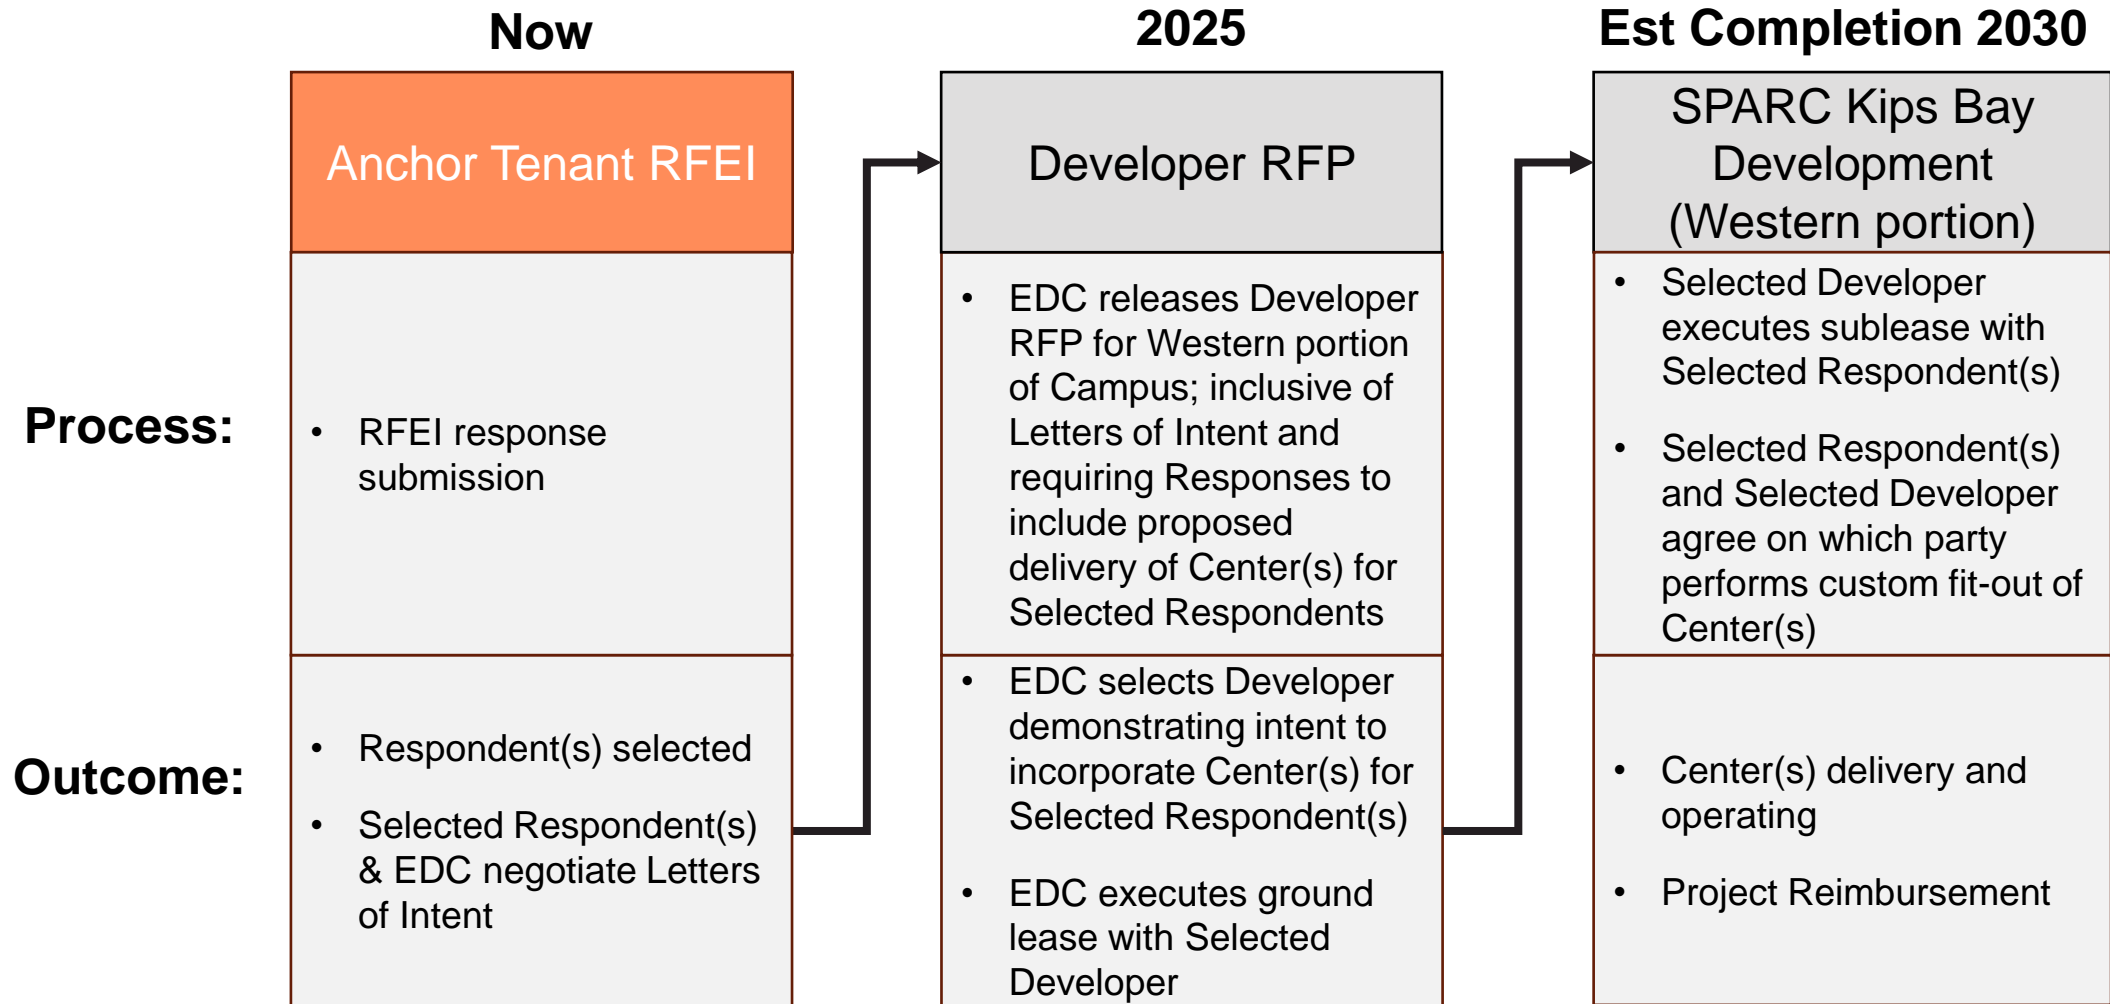 Now
2025
Est Completion 2030
Anchor Tenant RFEI
Developer RFP
SPARC Kips Bay
Development
(Western portion)
Process:
• RFEI response
submission
• EDC releases Developer
RFP for Western portion
of Campus; inclusive of
Letters of Intent and
requiring Responses to
include proposed
delivery of Center(s) for
Selected Respondents
• Selected Developer
executes sublease with
Selected Respondent(s)
• Selected Respondent(s)
and Selected Developer
agree on which party
performs custom fit-out of
Center(s)
Outcome:
• Respondent(s) selected
• Selected Respondent(s)
& EDC negotiate Letters
of Intent
• EDC selects Developer
demonstrating intent to
incorporate Center(s) for
Selected Respondent(s)
• EDC executes ground
lease with Selected
Developer
• Center(s) delivery and
operating
• Project Reimbursement